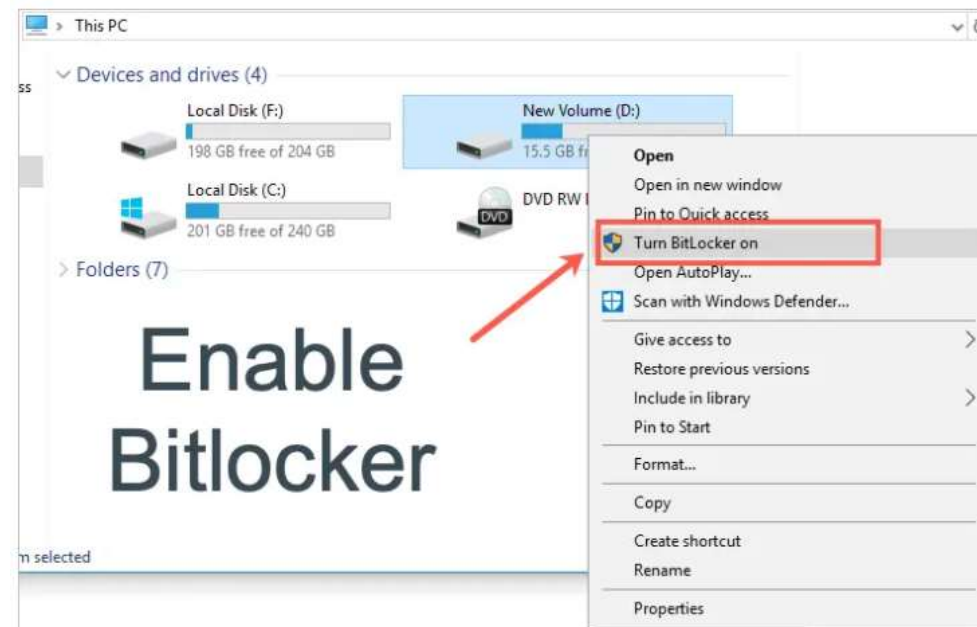 This PC
ss
Devices and drives (4)
Local Disk (F:)
198 GB free of 204 GB
New Volume (D:)
15.5 GB fr
Local Disk (C:)
201 GB free of 240 GB
DVD RW
DVD
Folders (7)
Enable
Bitlocker
m selected
Open
Open in new window
Pin to Quick access
Turn BitLocker on
Open AutoPlay...
Scan with Windows Defender...
Give access to
Restore previous versions
Include in library
Pin to Start
Format...
Copy
Create shortcut
Rename
Properties